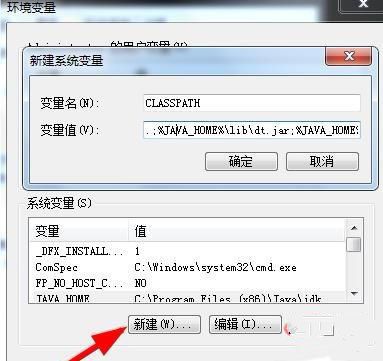 环境变量
的用户变量(U)
新建系统变量
变量名(N):
CLASSPATH
变量值(V):
.;%JAVA_HOME%\lib\dt.jar;%JAVA_HOME%
确定
取消
系统变量(S)
变量 值
_DFX_INSTALL... 1
ComSpec C:\Windows\system32\cmd.exe
FP_NO_HOST_C... NO
JAVA_HOME C:\Program Files (x86)\Java\jdk
新建(W)...
编辑(I)...